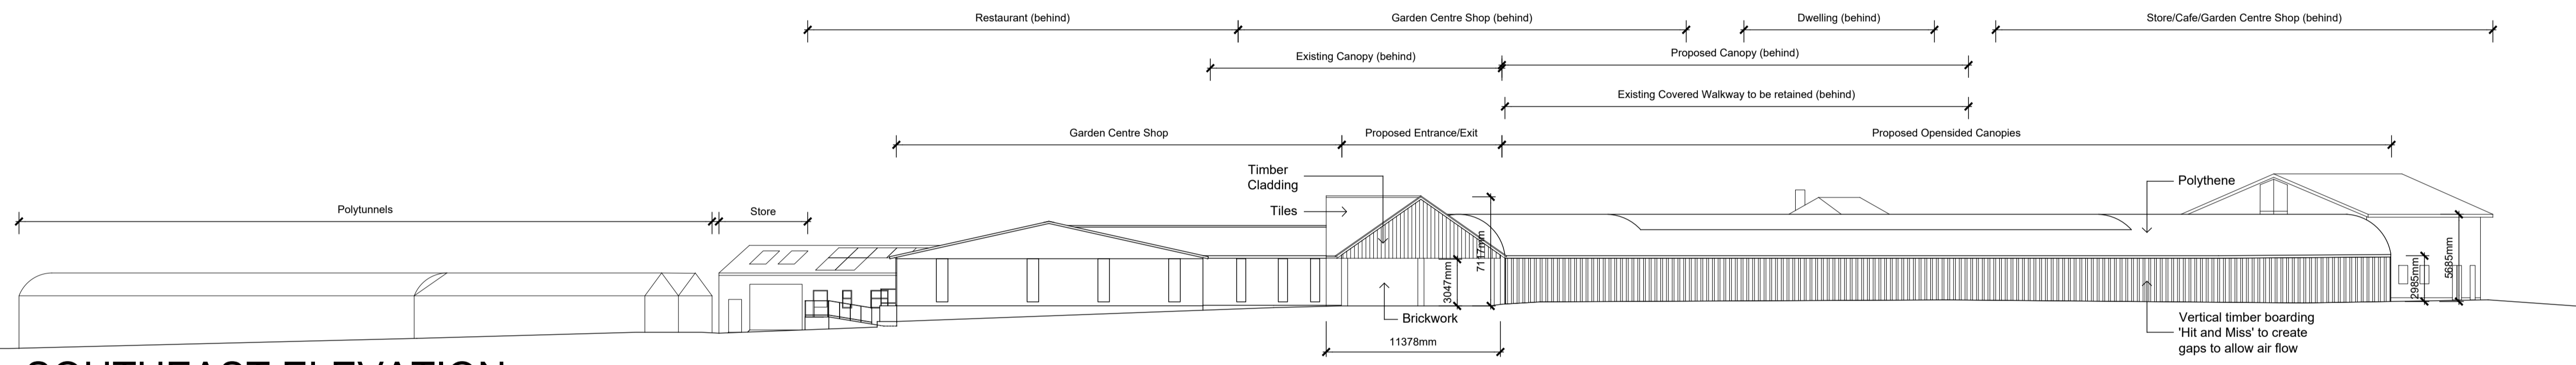 Restaurant (behind)
Garden Centre Shop (behind)
Dwelling (behind)
Store/Cafe/Garden Centre Shop (behind)
Existing Canopy (behind)
Proposed Canopy (behind)
Existing Covered Walkway to be retained (behind)
Garden Centre Shop
Proposed Entrance/Exit
Proposed Opensided Canopies
Polytunnels
Store
Timber
Cladding
Tiles
Polythene
7117mm
3047mm
2985mm
5685mm
Brickwork
11378mm
Vertical timber boarding
'Hit and Miss' to create
gaps to allow air flow
SOUTHEAST ELEVATION